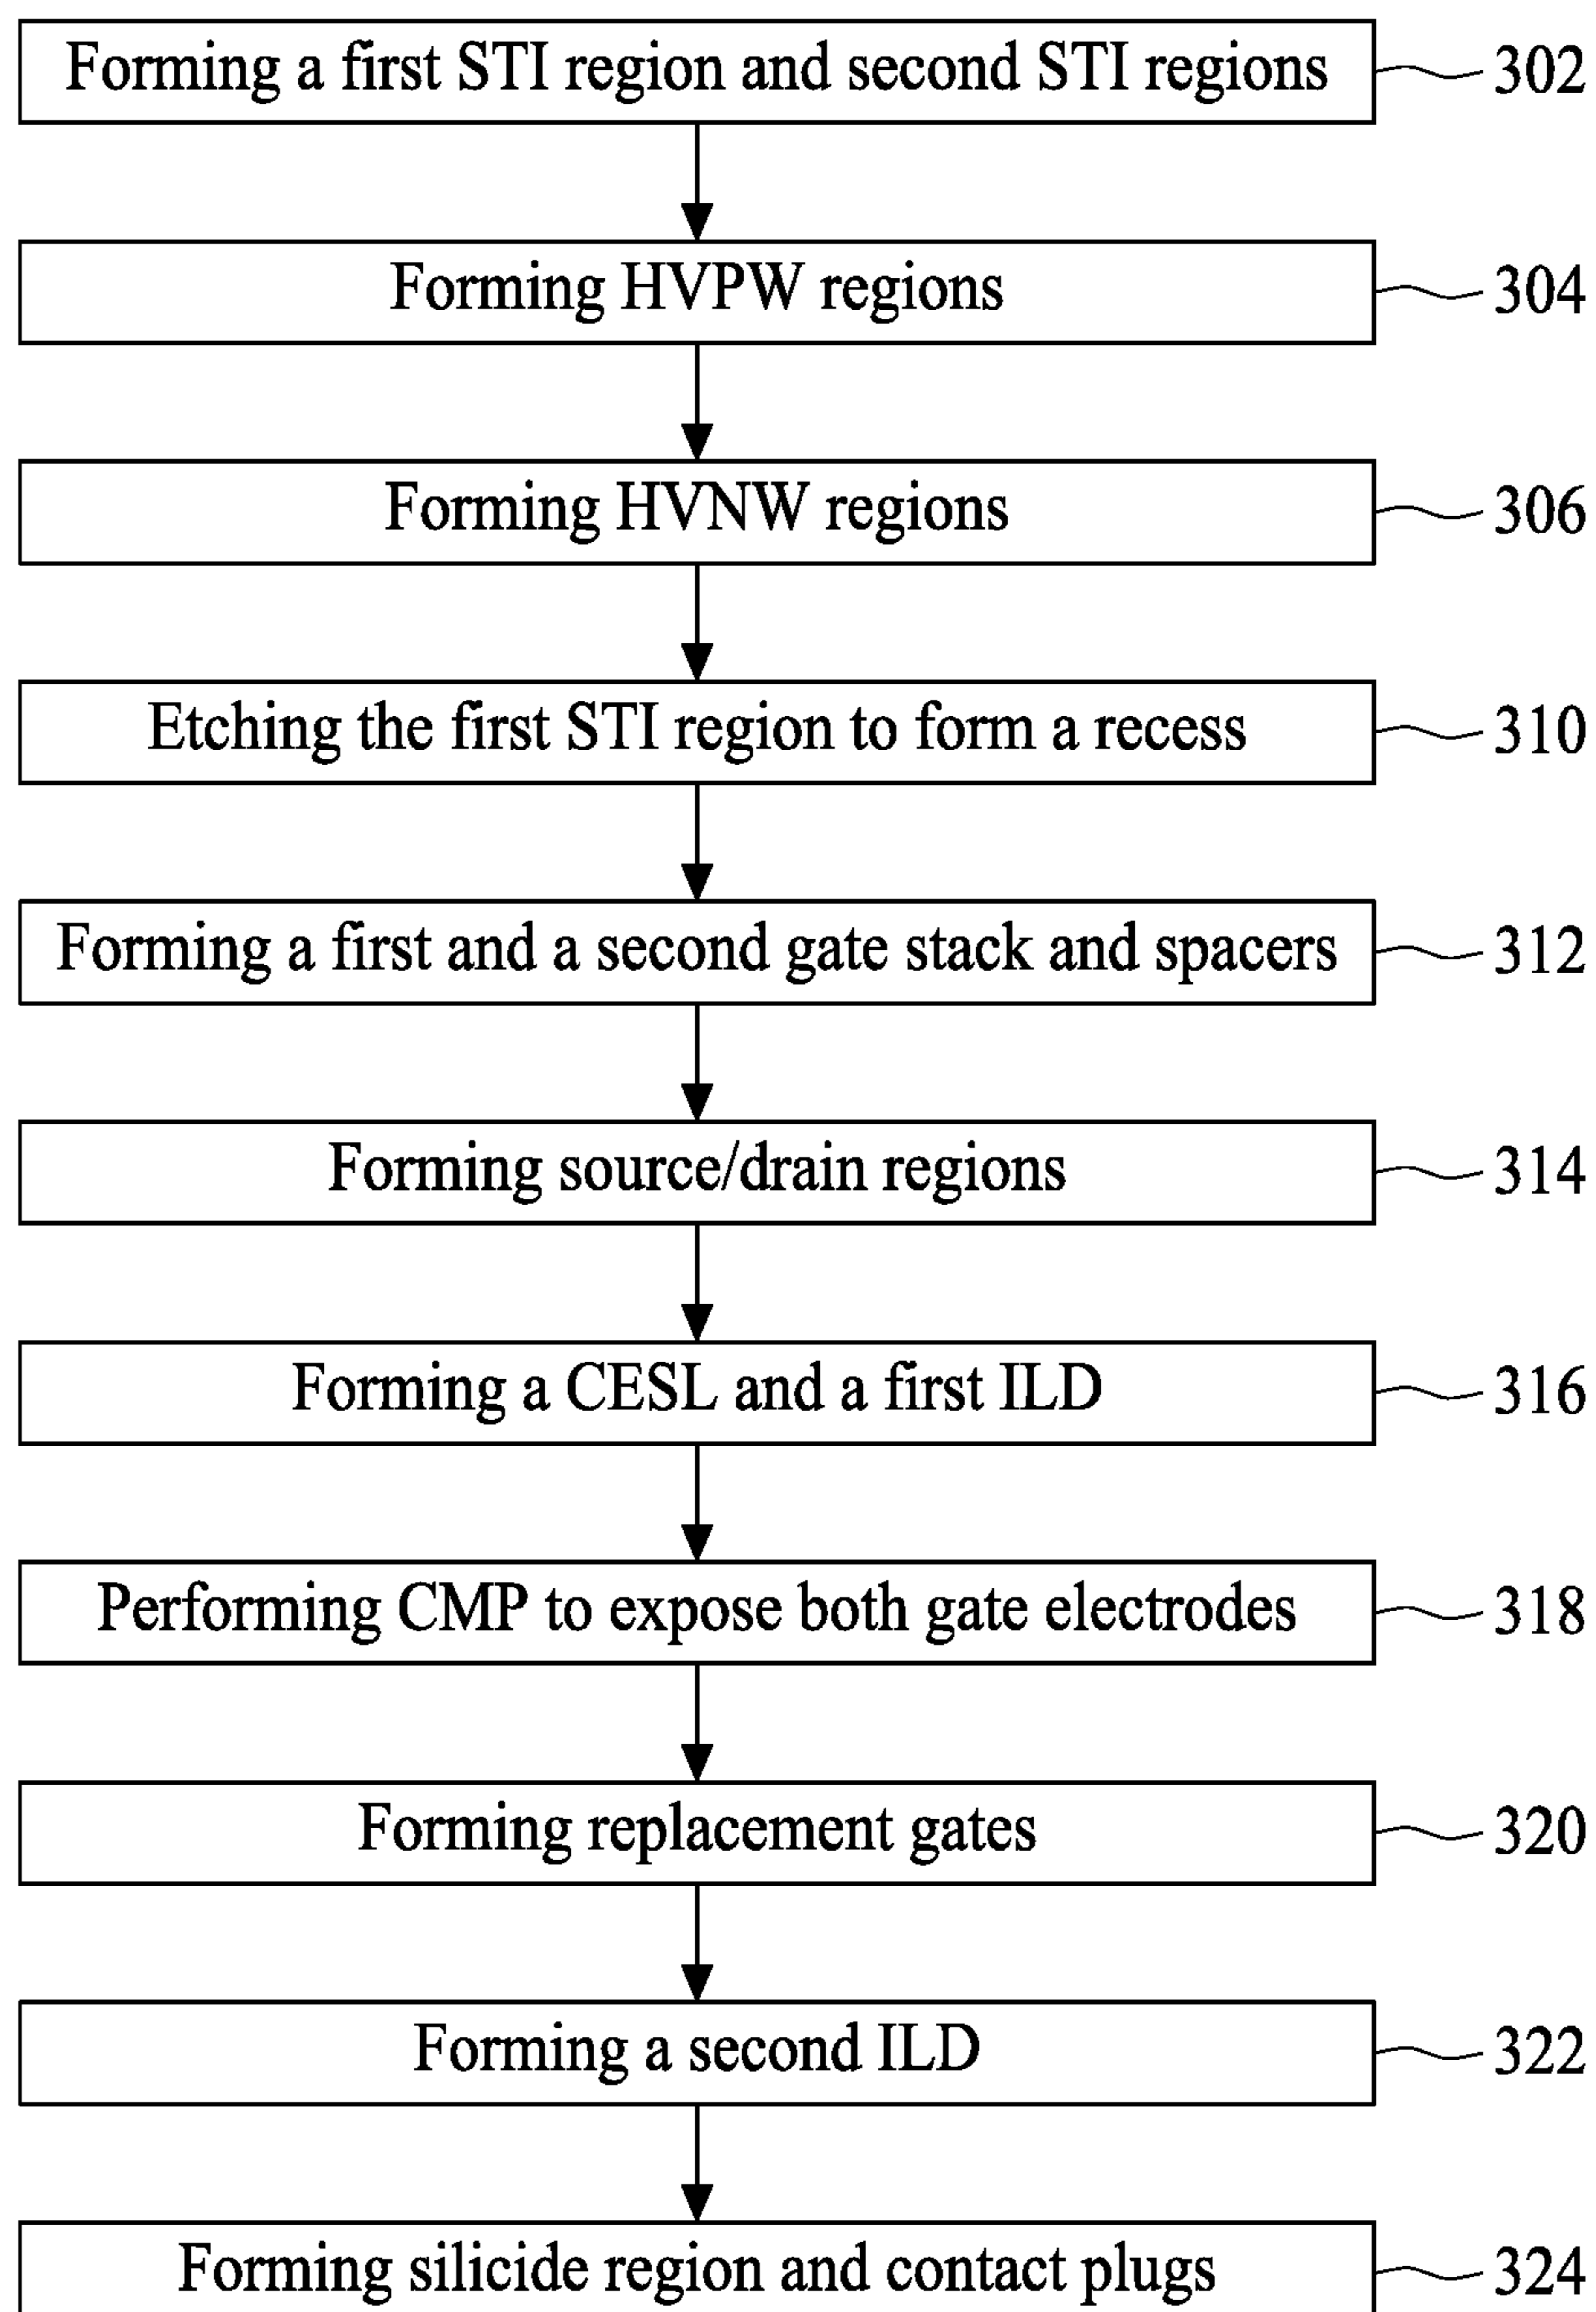 Forming a first STI region and second STI regions 302
Forming HVPW regions 304
Forming HVNW regions 306
Etching the first STI region to form a recess 310
Forming a first and a second gate stack and spacers 312
Forming source/drain regions 314
Forming a CESL and a first ILD 316
Performing CMP to expose both gate electrodes 318
Forming replacement gates 320
Forming a second ILD 322
Forming silicide region and contact plugs 324